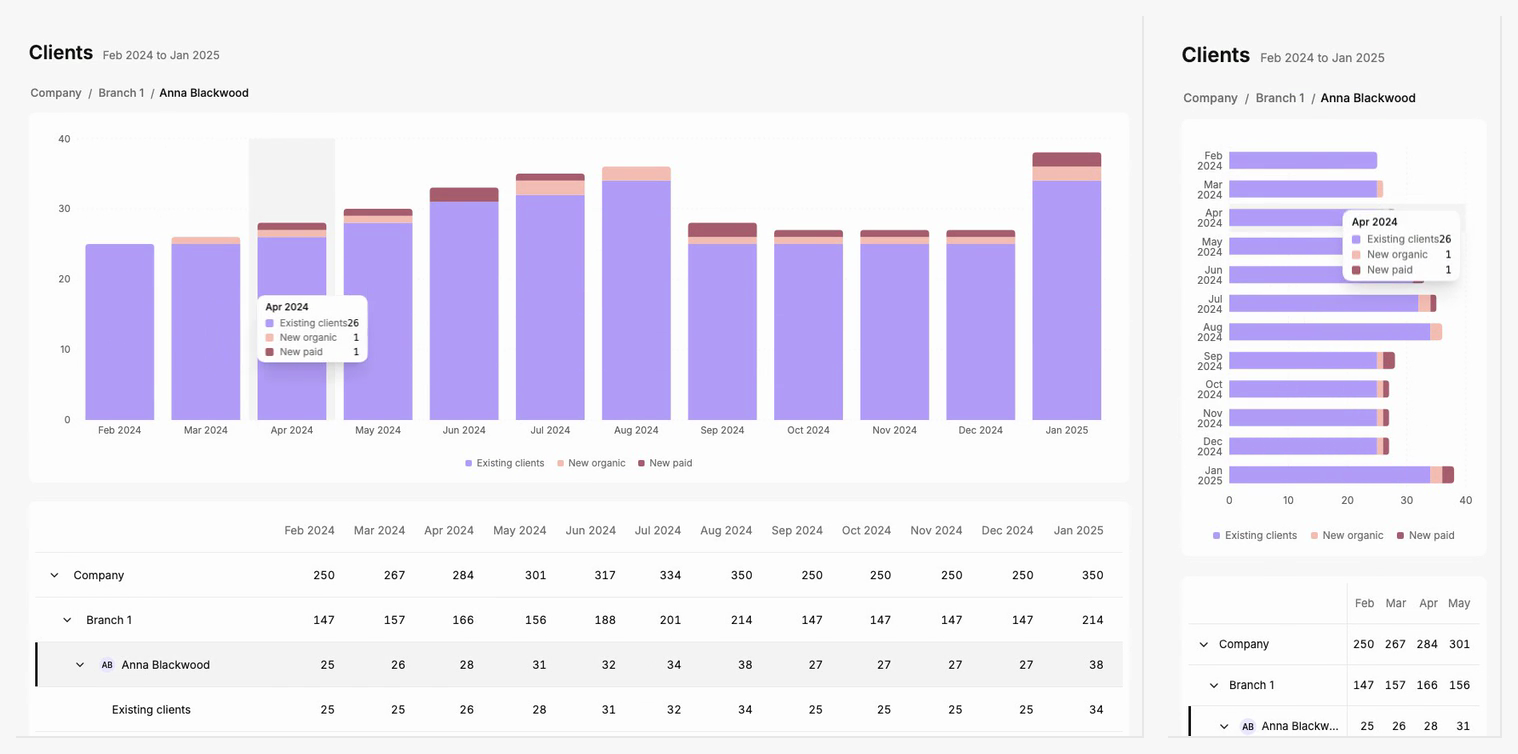 Clients Feb 2024 to Jan 2025
Company / Branch 1 / Anna Blackwood
40
30
20
10
0
Apr 2024
Existing clients 26
New organic 1
New paid 1
Feb 2024 Mar 2024 Apr 2024 May 2024 Jun 2024 Jul 2024 Aug 2024 Sep 2024 Oct 2024 Nov 2024 Dec 2024 Jan 2025
Existing clients New organic New paid
Feb 2024 Mar 2024 Apr 2024 May 2024 Jun 2024 Jul 2024 Aug 2024 Sep 2024 Oct 2024 Nov 2024 Dec 2024 Jan 2025
Company 250 267 284 301 317 334 350 250 250 250 250 350
Branch 1 147 157 166 156 188 201 214 147 147 147 147 214
AB Anna Blackwood 25 26 28 31 32 34 38 27 27 27 27 38
Existing clients 25 25 26 28 31 32 34 25 25 25 25 34
Clients Feb 2024 to Jan 2025
Company / Branch 1 / Anna Blackwood
Feb
2024
Mar
2024
Apr
2024
May
2024
Jun
2024
Jul
2024
Aug
2024
Sep
2024
Oct
2024
Nov
2024
Dec
2024
Jan
2025
Apr 2024
Existing clients 26
New organic 1
New paid 1
0 10 20 30 40
Existing clients New organic New paid
Feb Mar Apr May
Company 250 267 284 301
Branch 1 147 157 166 156
AB Anna Blackw... 25 26 28 31